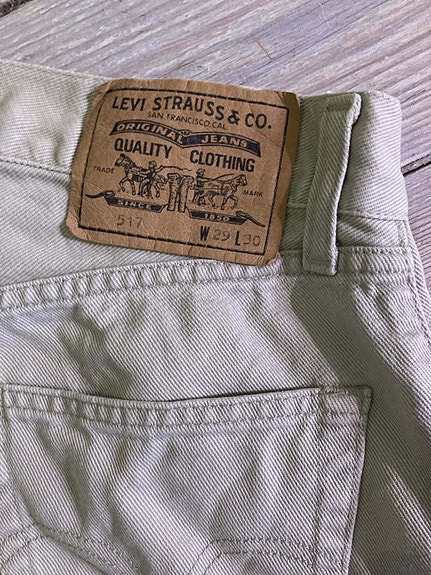 LEVI STRAUSS & CO.
SAN FRANCISCO, CAL.
ORIGINAL JEANS
QUALITY CLOTHING
TRADE MARK
SINCE 1850
517 W 29 L 30